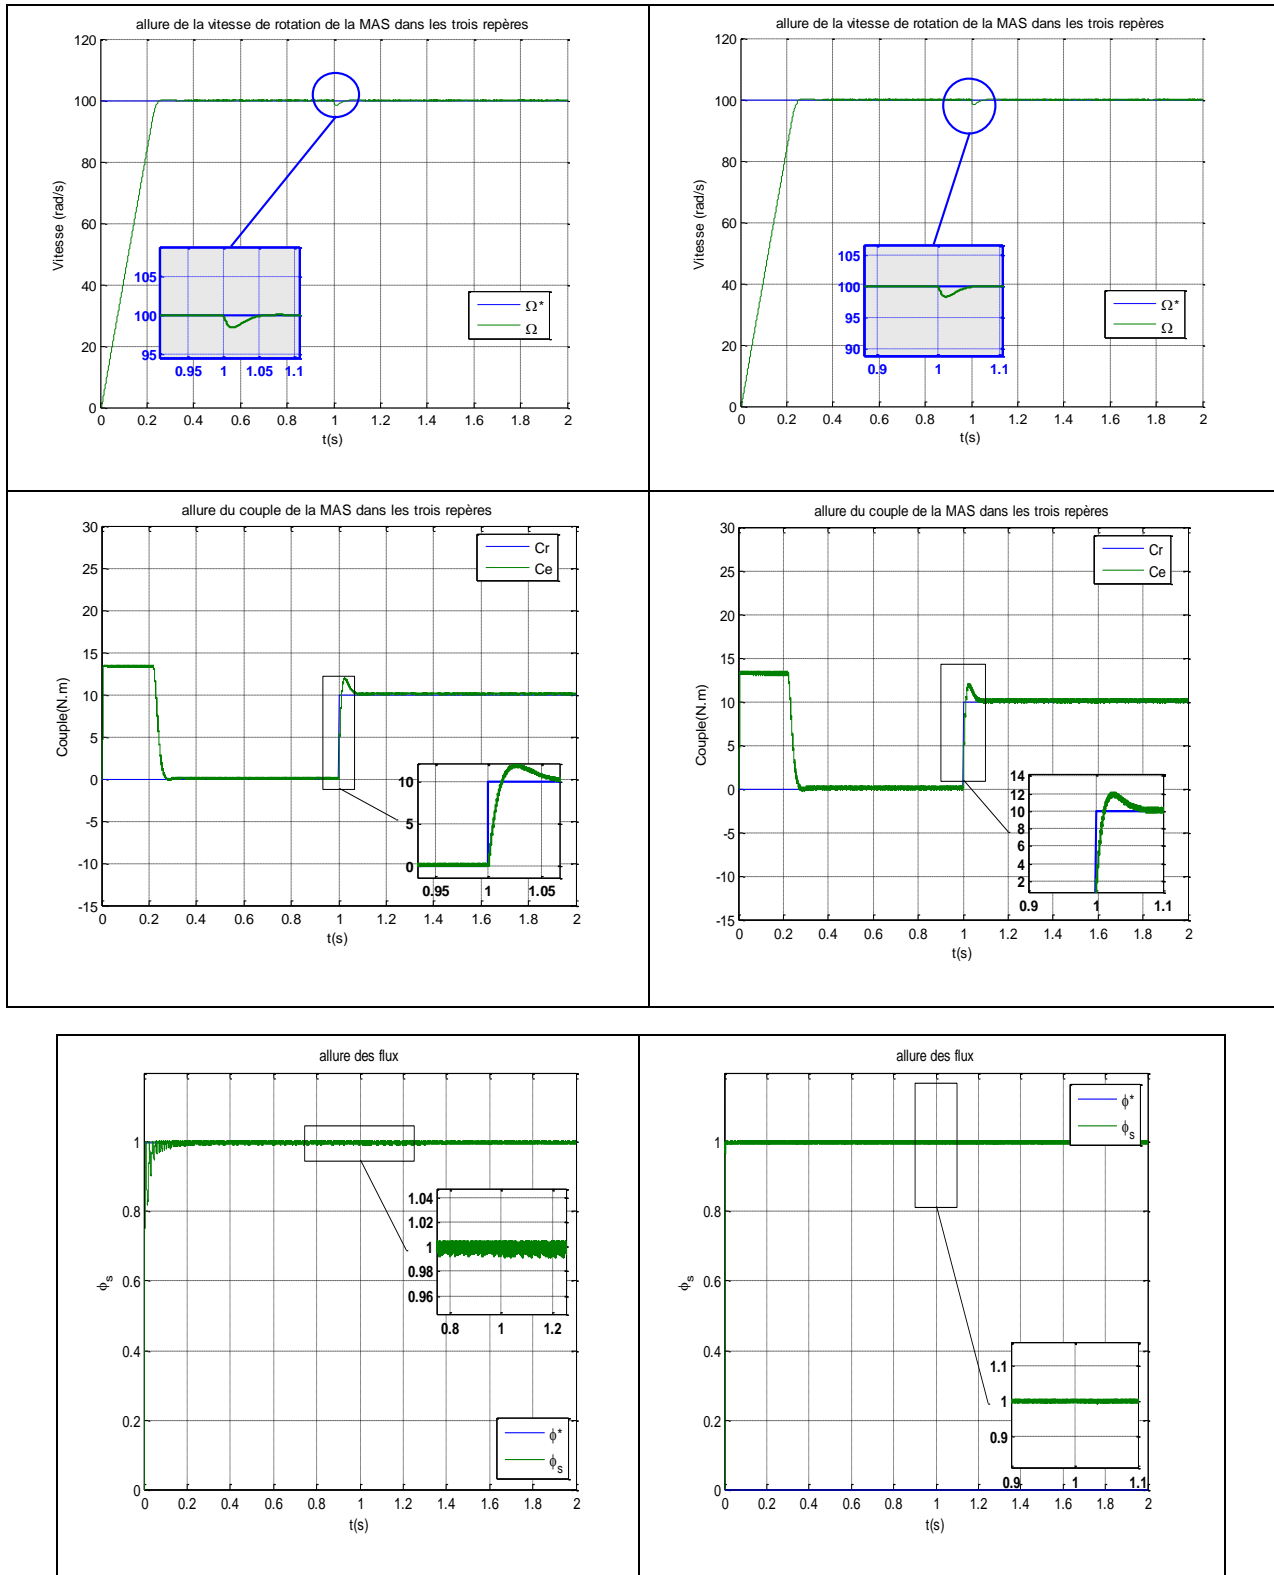 allure de la vitesse de rotation de la MAS dans les trois repères
120
100
80
60
40
20
0
Vitesse (rad/s)
105
100
95
0.95 1 1.05 1.1
Ω*
Ω
0 0.2 0.4 0.6 0.8 1 1.2 1.4 1.6 1.8 2
t(s)
allure de la vitesse de rotation de la MAS dans les trois repères
120
100
80
60
40
20
0
Vitesse (rad/s)
105
100
95
90
0.9 1 1.1
Ω*
Ω
0 0.2 0.4 0.6 0.8 1 1.2 1.4 1.6 1.8 2
t(s)
allure du couple de la MAS dans les trois repères
30
25
20
15
10
5
0
-5
-10
-15
Couple(N.m)
Cr
Ce
10
5
0
0.95 1 1.05
0 0.2 0.4 0.6 0.8 1 1.2 1.4 1.6 1.8 2
t(s)
allure du couple de la MAS dans les trois repères
30
25
20
15
10
5
0
-5
-10
-15
Couple(N.m)
Cr
Ce
14
12
10
8
6
4
2
0.9 1 1.1
0 0.2 0.4 0.6 0.8 1 1.2 1.4 1.6 1.8 2
t(s)
allure des flux
1
0.8
0.6
0.4
0.2
0
ϕs
1.04
1.02
1
0.98
0.96
0.8 1 1.2
ϕ*
ϕs
0 0.2 0.4 0.6 0.8 1 1.2 1.4 1.6 1.8 2
t(s)
allure des flux
ϕ*
ϕs
1
0.8
0.6
0.4
0.2
0
ϕs
1.1
1
0.9
0.9 1 1.1
0 0.2 0.4 0.6 0.8 1 1.2 1.4 1.6 1.8 2
t(s)